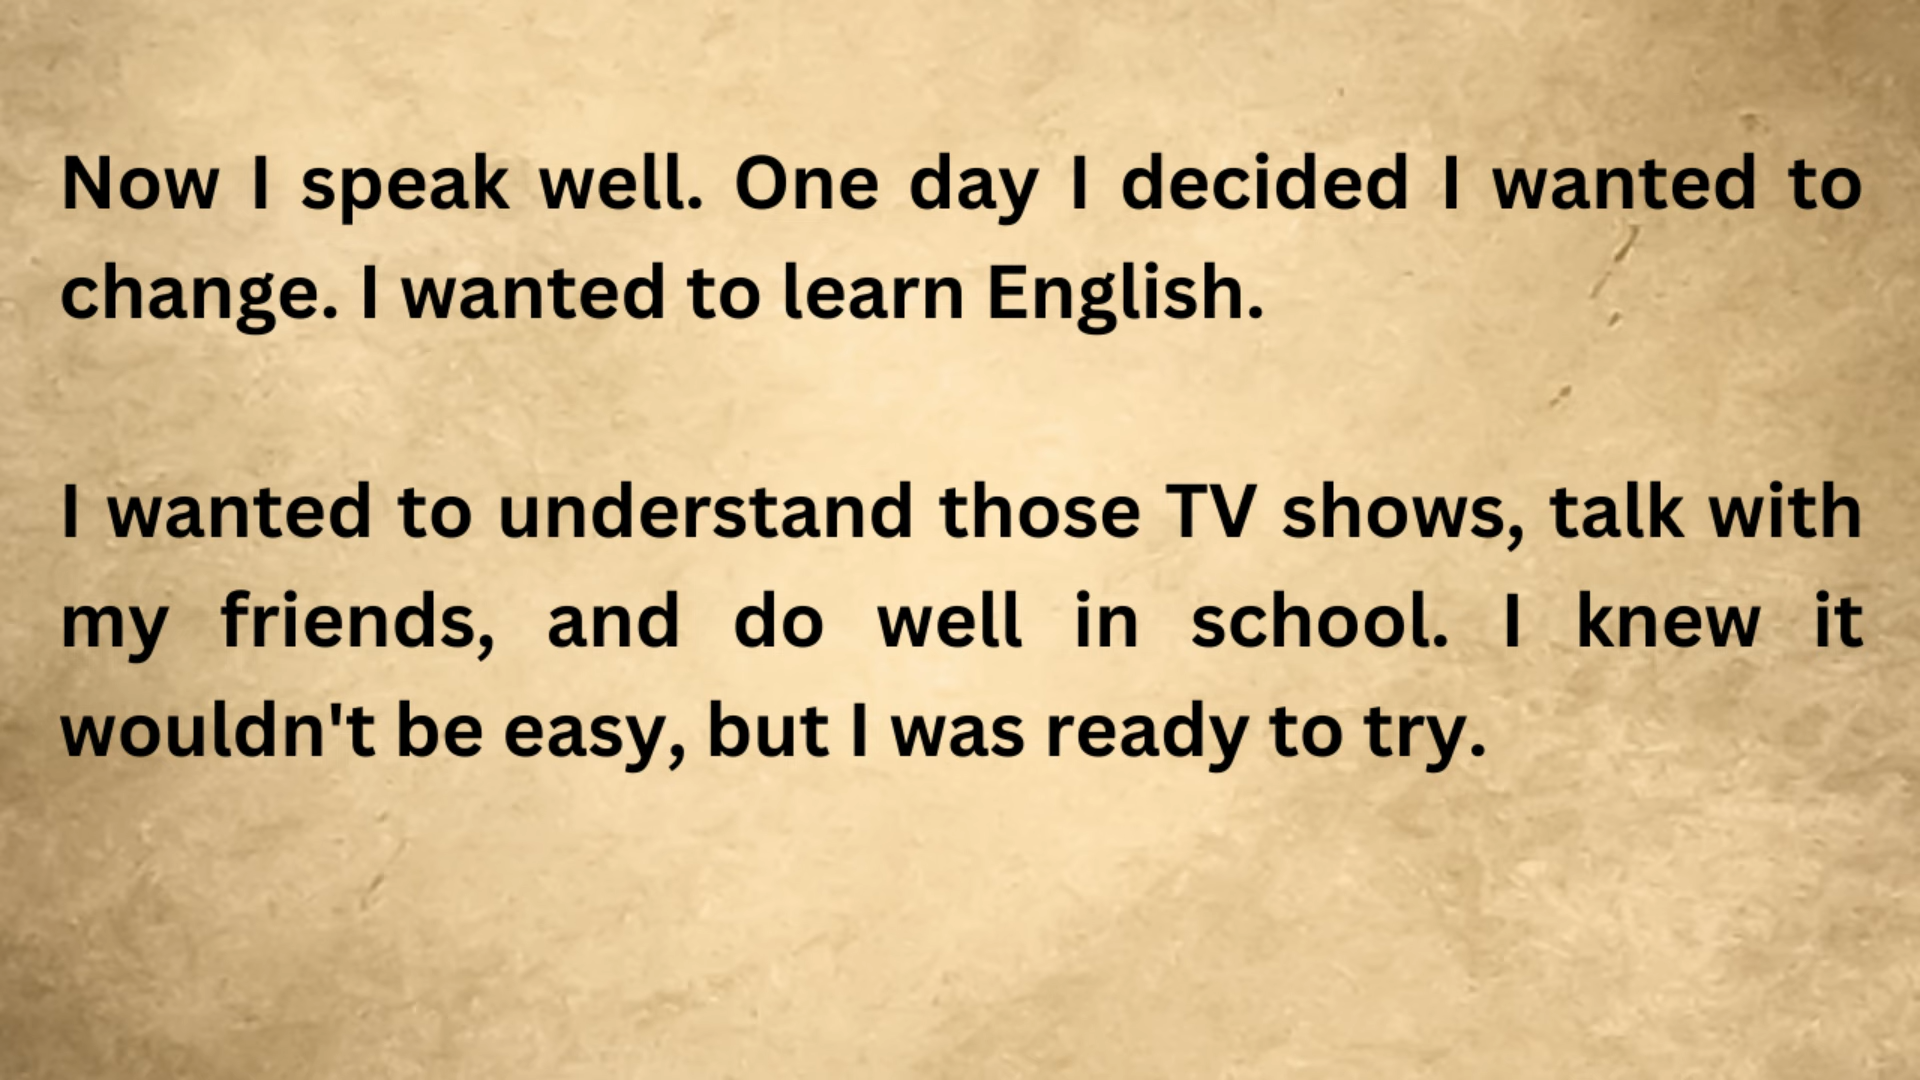 Now I speak well. One day I decided I wanted to
change. I wanted to learn English.
I wanted to understand those TV shows, talk with
my friends, and do well in school. I knew it
wouldn't be easy, but I was ready to try.